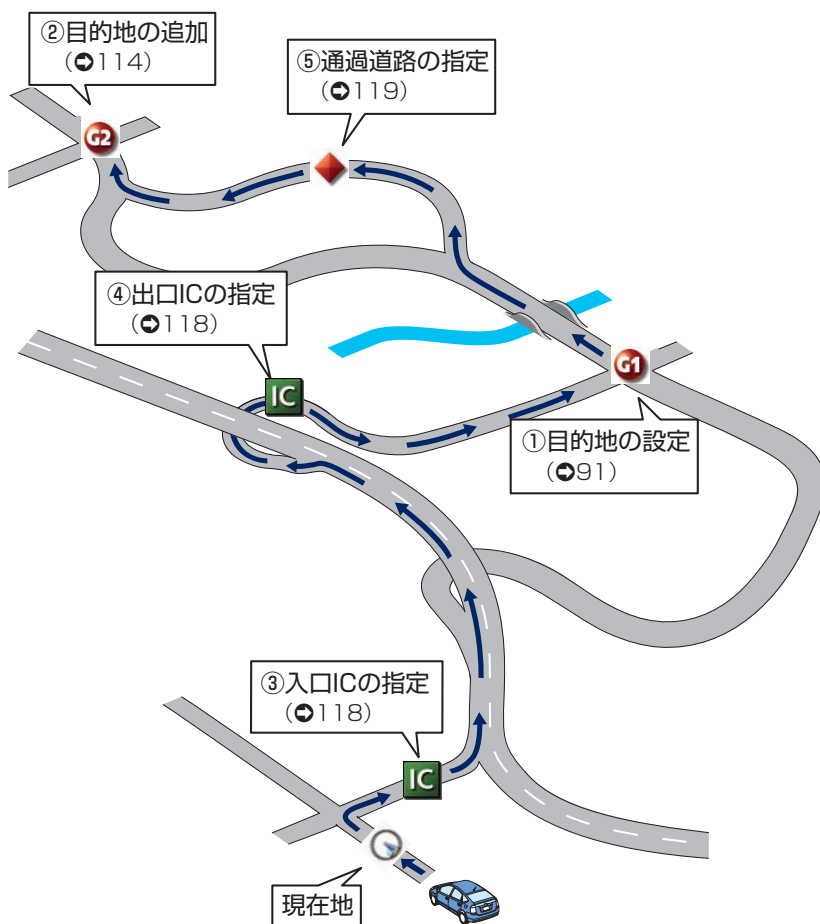 ②目的地の追加
（➲114）
⑤通過道路の指定
（➲119）
G2
④出口ICの指定
（➲118）
IC
G1
①目的地の設定
（➲91）
③入口ICの指定
（➲118）
IC
現在地